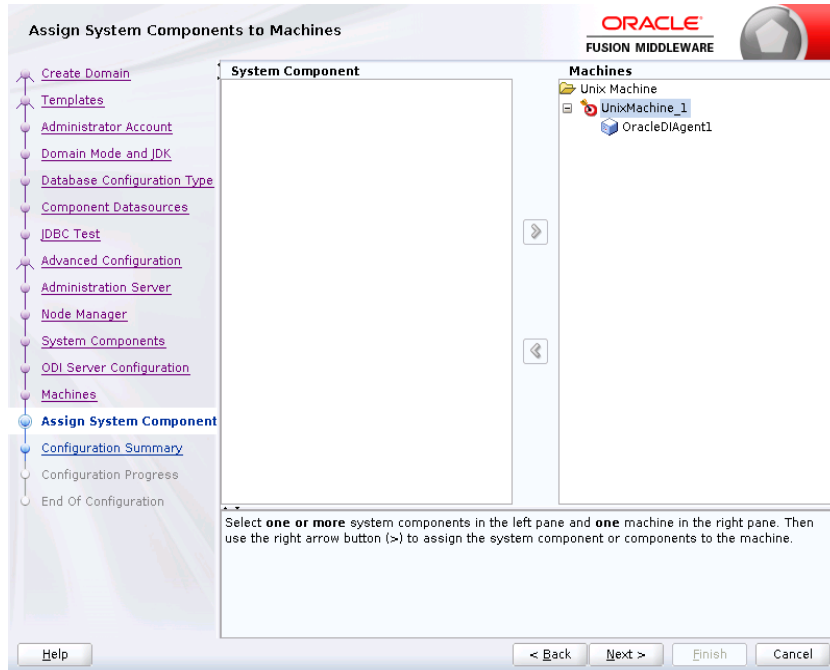 Assign System Components to Machines
ORACLE
FUSION MIDDLEWARE
Create Domain
Templates
Administrator Account
Domain Mode and JDK
Database Configuration Type
Component Datasources
JDBC Test
Advanced Configuration
Administration Server
Node Manager
System Components
ODI Server Configuration
Machines
Assign System Component
Configuration Summary
Configuration Progress
End Of Configuration
System Component
Machines
Unix Machine
UnixMachine_1
OracleDIAgent1
Select one or more system components in the left pane and one machine in the right pane. Then
use the right arrow button (>) to assign the system component or components to the machine.
Help
< Back
Next >
Finish
Cancel